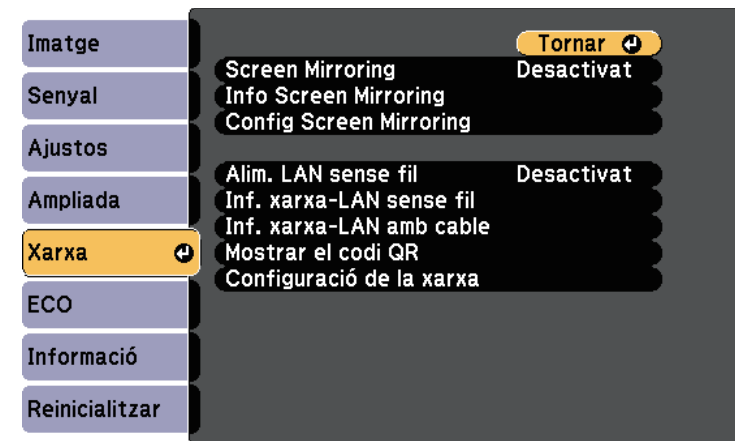 Imatge
Senyal
Ajustos
Ampliada
Xarxa
ECO
Informació
Reinicialitzar
Tornar
Screen Mirroring Desactivat
Info Screen Mirroring
Config Screen Mirroring
Alim. LAN sense fil Desactivat
Inf. xarxa-LAN sense fil
Inf. xarxa-LAN amb cable
Mostrar el codi QR
Configuració de la xarxa